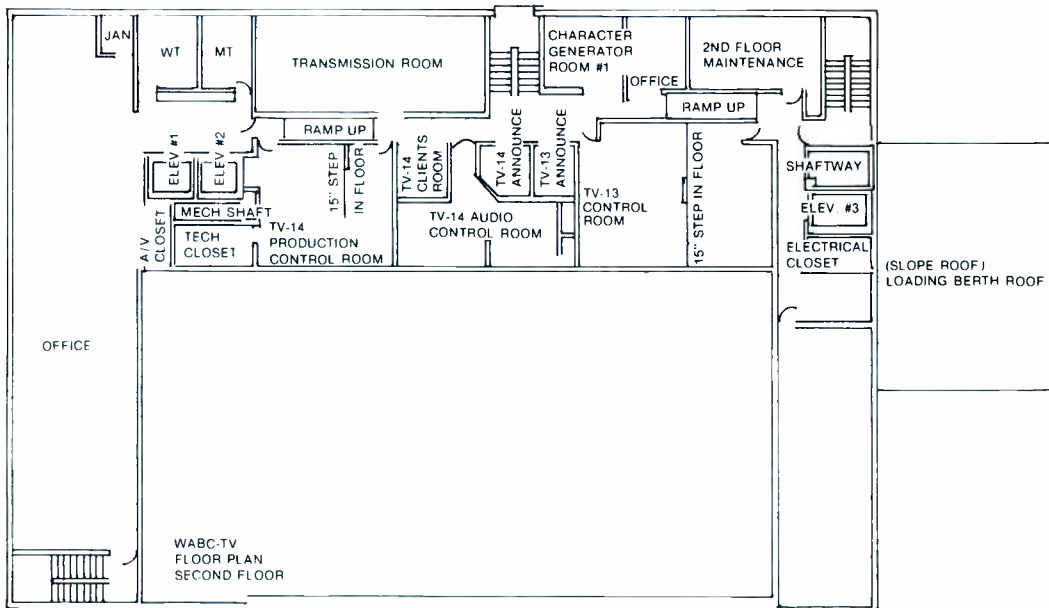 JAN
WT
MT
TRANSMISSION ROOM
CHARACTER
GENERATOR
ROOM #1
OFFICE
2ND FLOOR
MAINTENANCE
RAMP UP
RAMP UP
ELEV #1
ELEV #2
15" STEP
IN FLOOR
TV-14
CLIENTS
ROOM
TV-14
ANNOUNCE
TV-13
ANNOUNCE
TV-13
CONTROL
ROOM
15" STEP IN FLOOR
SHAFTWAY
ELEV. #3
MECH SHAFT
A/V
CLOSET
TECH
CLOSET
TV-14
PRODUCTION
CONTROL ROOM
TV-14 AUDIO
CONTROL ROOM
ELECTRICAL
CLOSET
(SLOPE ROOF)
LOADING BERTH ROOF
OFFICE
WABC-TV
FLOOR PLAN
SECOND FLOOR